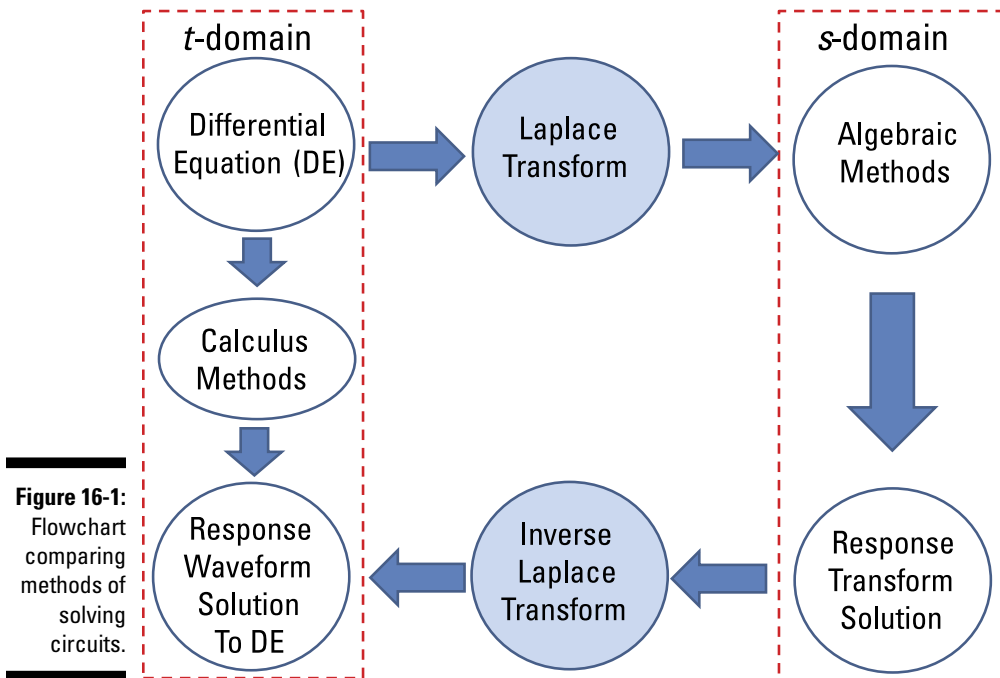 t-domain
Differential
Equation (DE)
Laplace
Transform
s-domain
Algebraic
Methods
Calculus
Methods
Response
Waveform
Solution
To DE
Inverse
Laplace
Transform
Response
Transform
Solution
Figure 16-1:
Flowchart
comparing
methods of
solving
circuits.